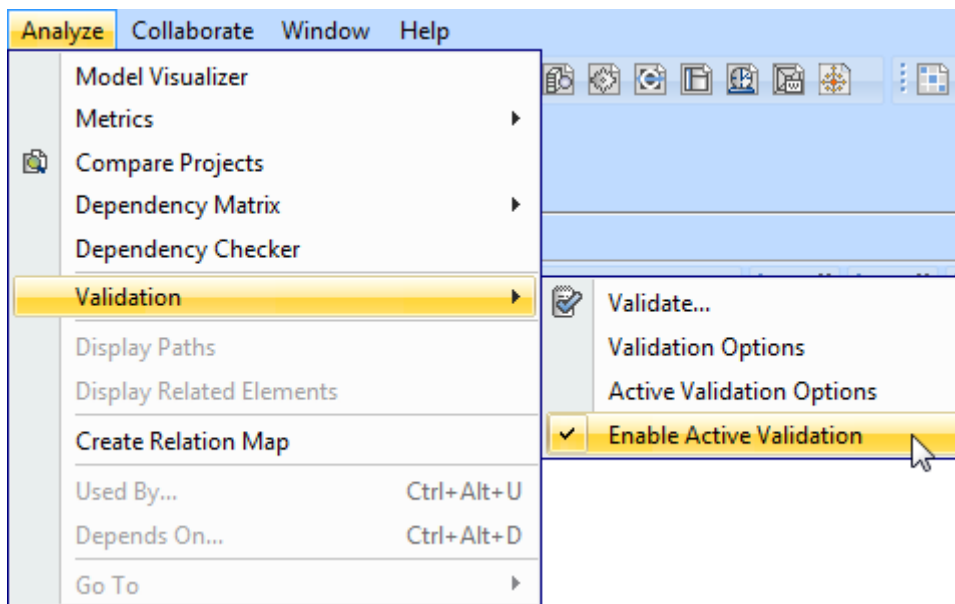 Analyze Collaborate Window Help
Model Visualizer
Metrics
Compare Projects
Dependency Matrix
Dependency Checker
Validation
Validate...
Validation Options
Active Validation Options
Enable Active Validation
Display Paths
Display Related Elements
Create Relation Map
Used By... Ctrl+Alt+U
Depends On... Ctrl+Alt+D
Go To